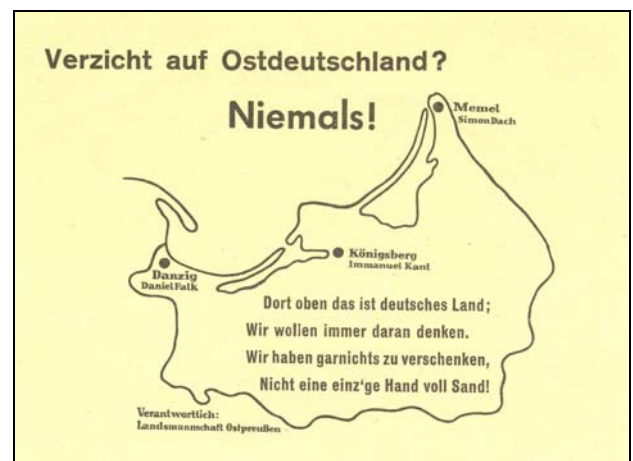 Verzicht auf Ostdeutschland?
Niemals!
Memel
Simon Dach
Königsberg
Immanuel Kant
Danzig
Daniel Falk
Dort oben das ist deutsches Land;
Wir wollen immer daran denken.
Wir haben garnichts zu verschenken,
Nicht eine einz'ge Hand voll Sand!
Verantwortlich:
Landsmannschaft Ostpreußen